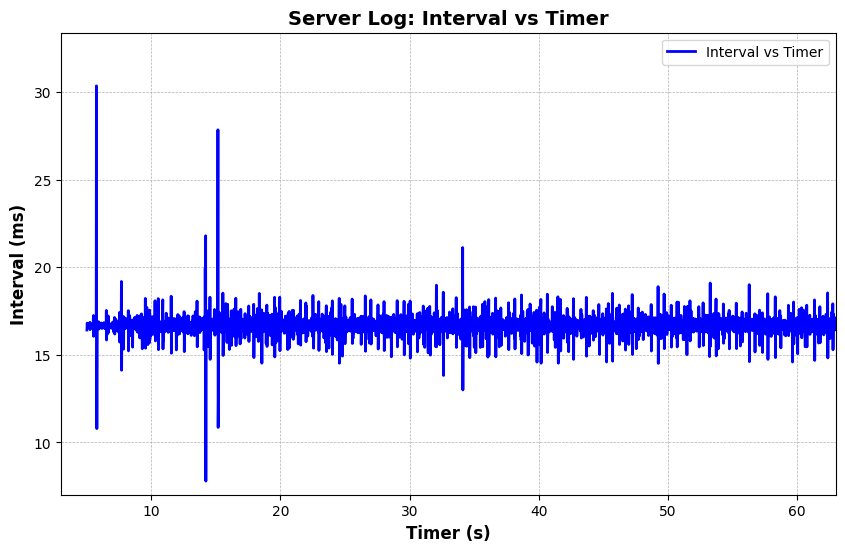 Server Log: Interval vs Timer
Interval vs Timer
30
25
20
15
10
Interval (ms)
10 20 30 40 50 60
Timer (s)